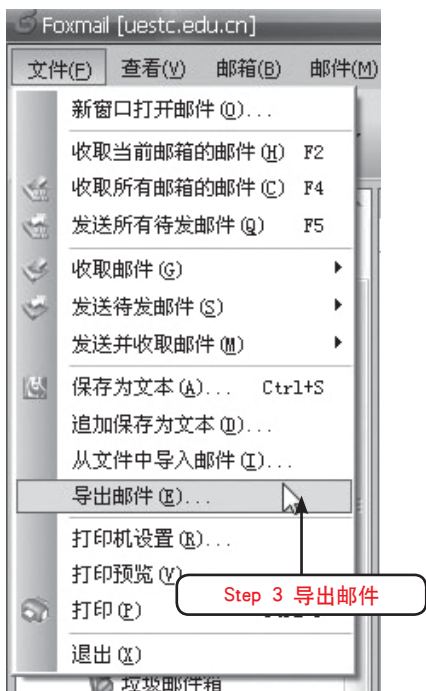 Foxmail [uestc.edu.cn]
文件(F) 查看(V) 邮箱(B) 邮件(M)
新窗口打开邮件(O)...
收取当前邮箱的邮件(H) F2
收取所有邮箱的邮件(C) F4
发送所有待发邮件(Q) F5
收取邮件(G)
发送待发邮件(S)
发送并收取邮件(M)
保存为文本(A)... Ctrl+S
追加保存为文本(D)...
从文件中导入邮件(I)...
导出邮件(E)...
打印机设置(R)...
打印预览(V)
Step 3 导出邮件
打印(P)
退出(X)
垃圾邮件箱